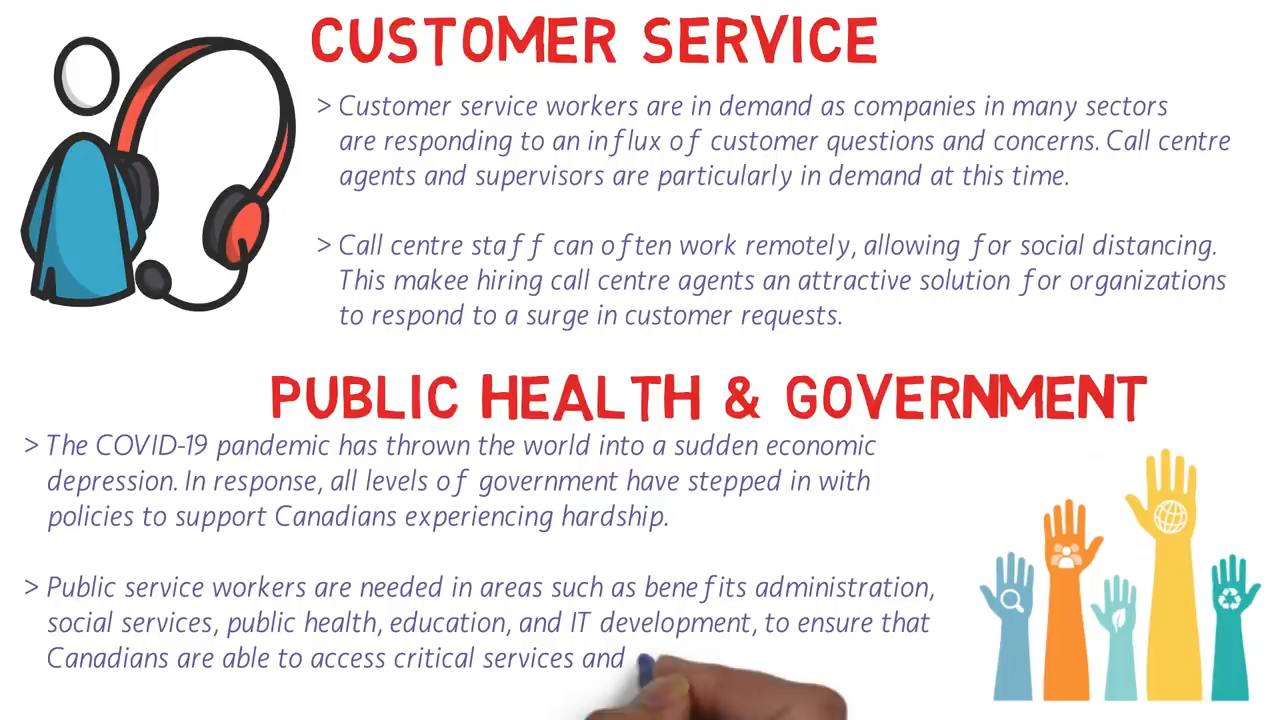 CUSTOMER SERVICE
> Customer service workers are in demand as companies in many sectors
are responding to an influx of customer questions and concerns. Call centre
agents and supervisors are particularly in demand at this time.
> Call centre staff can often work remotely, allowing for social distancing.
This makee hiring call centre agents an attractive solution for organizations
to respond to a surge in customer requests.
PUBLIC HEALTH & GOVERNMENT
> The COVID-19 pandemic has thrown the world into a sudden economic
depression. In response, all levels of government have stepped in with
policies to support Canadians experiencing hardship.
> Public service workers are needed in areas such as benefits administration,
social services, public health, education, and IT development, to ensure that
Canadians are able to access critical services and